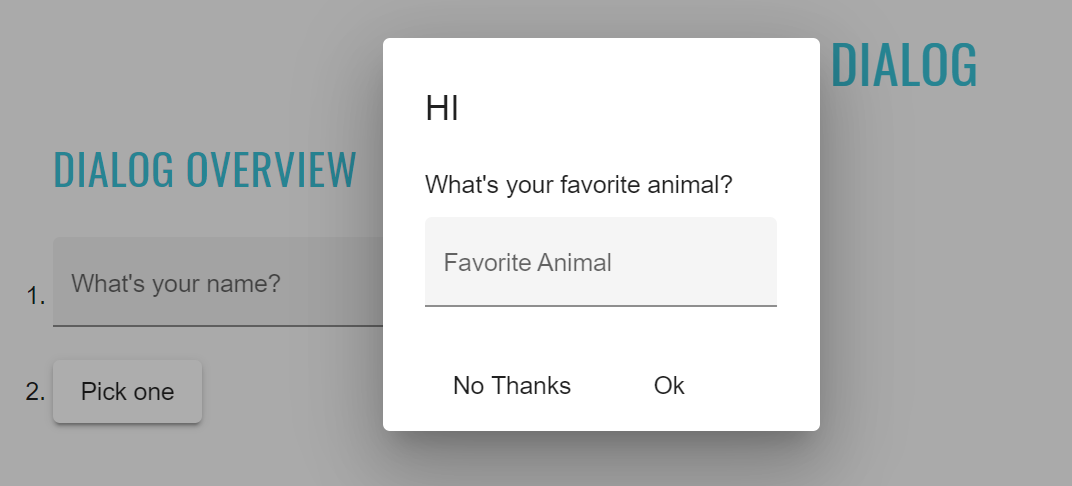 DIALOG
DIALOG OVERVIEW
1. What's your name?
2. Pick one
HI
What's your favorite animal?
Favorite Animal
No Thanks Ok